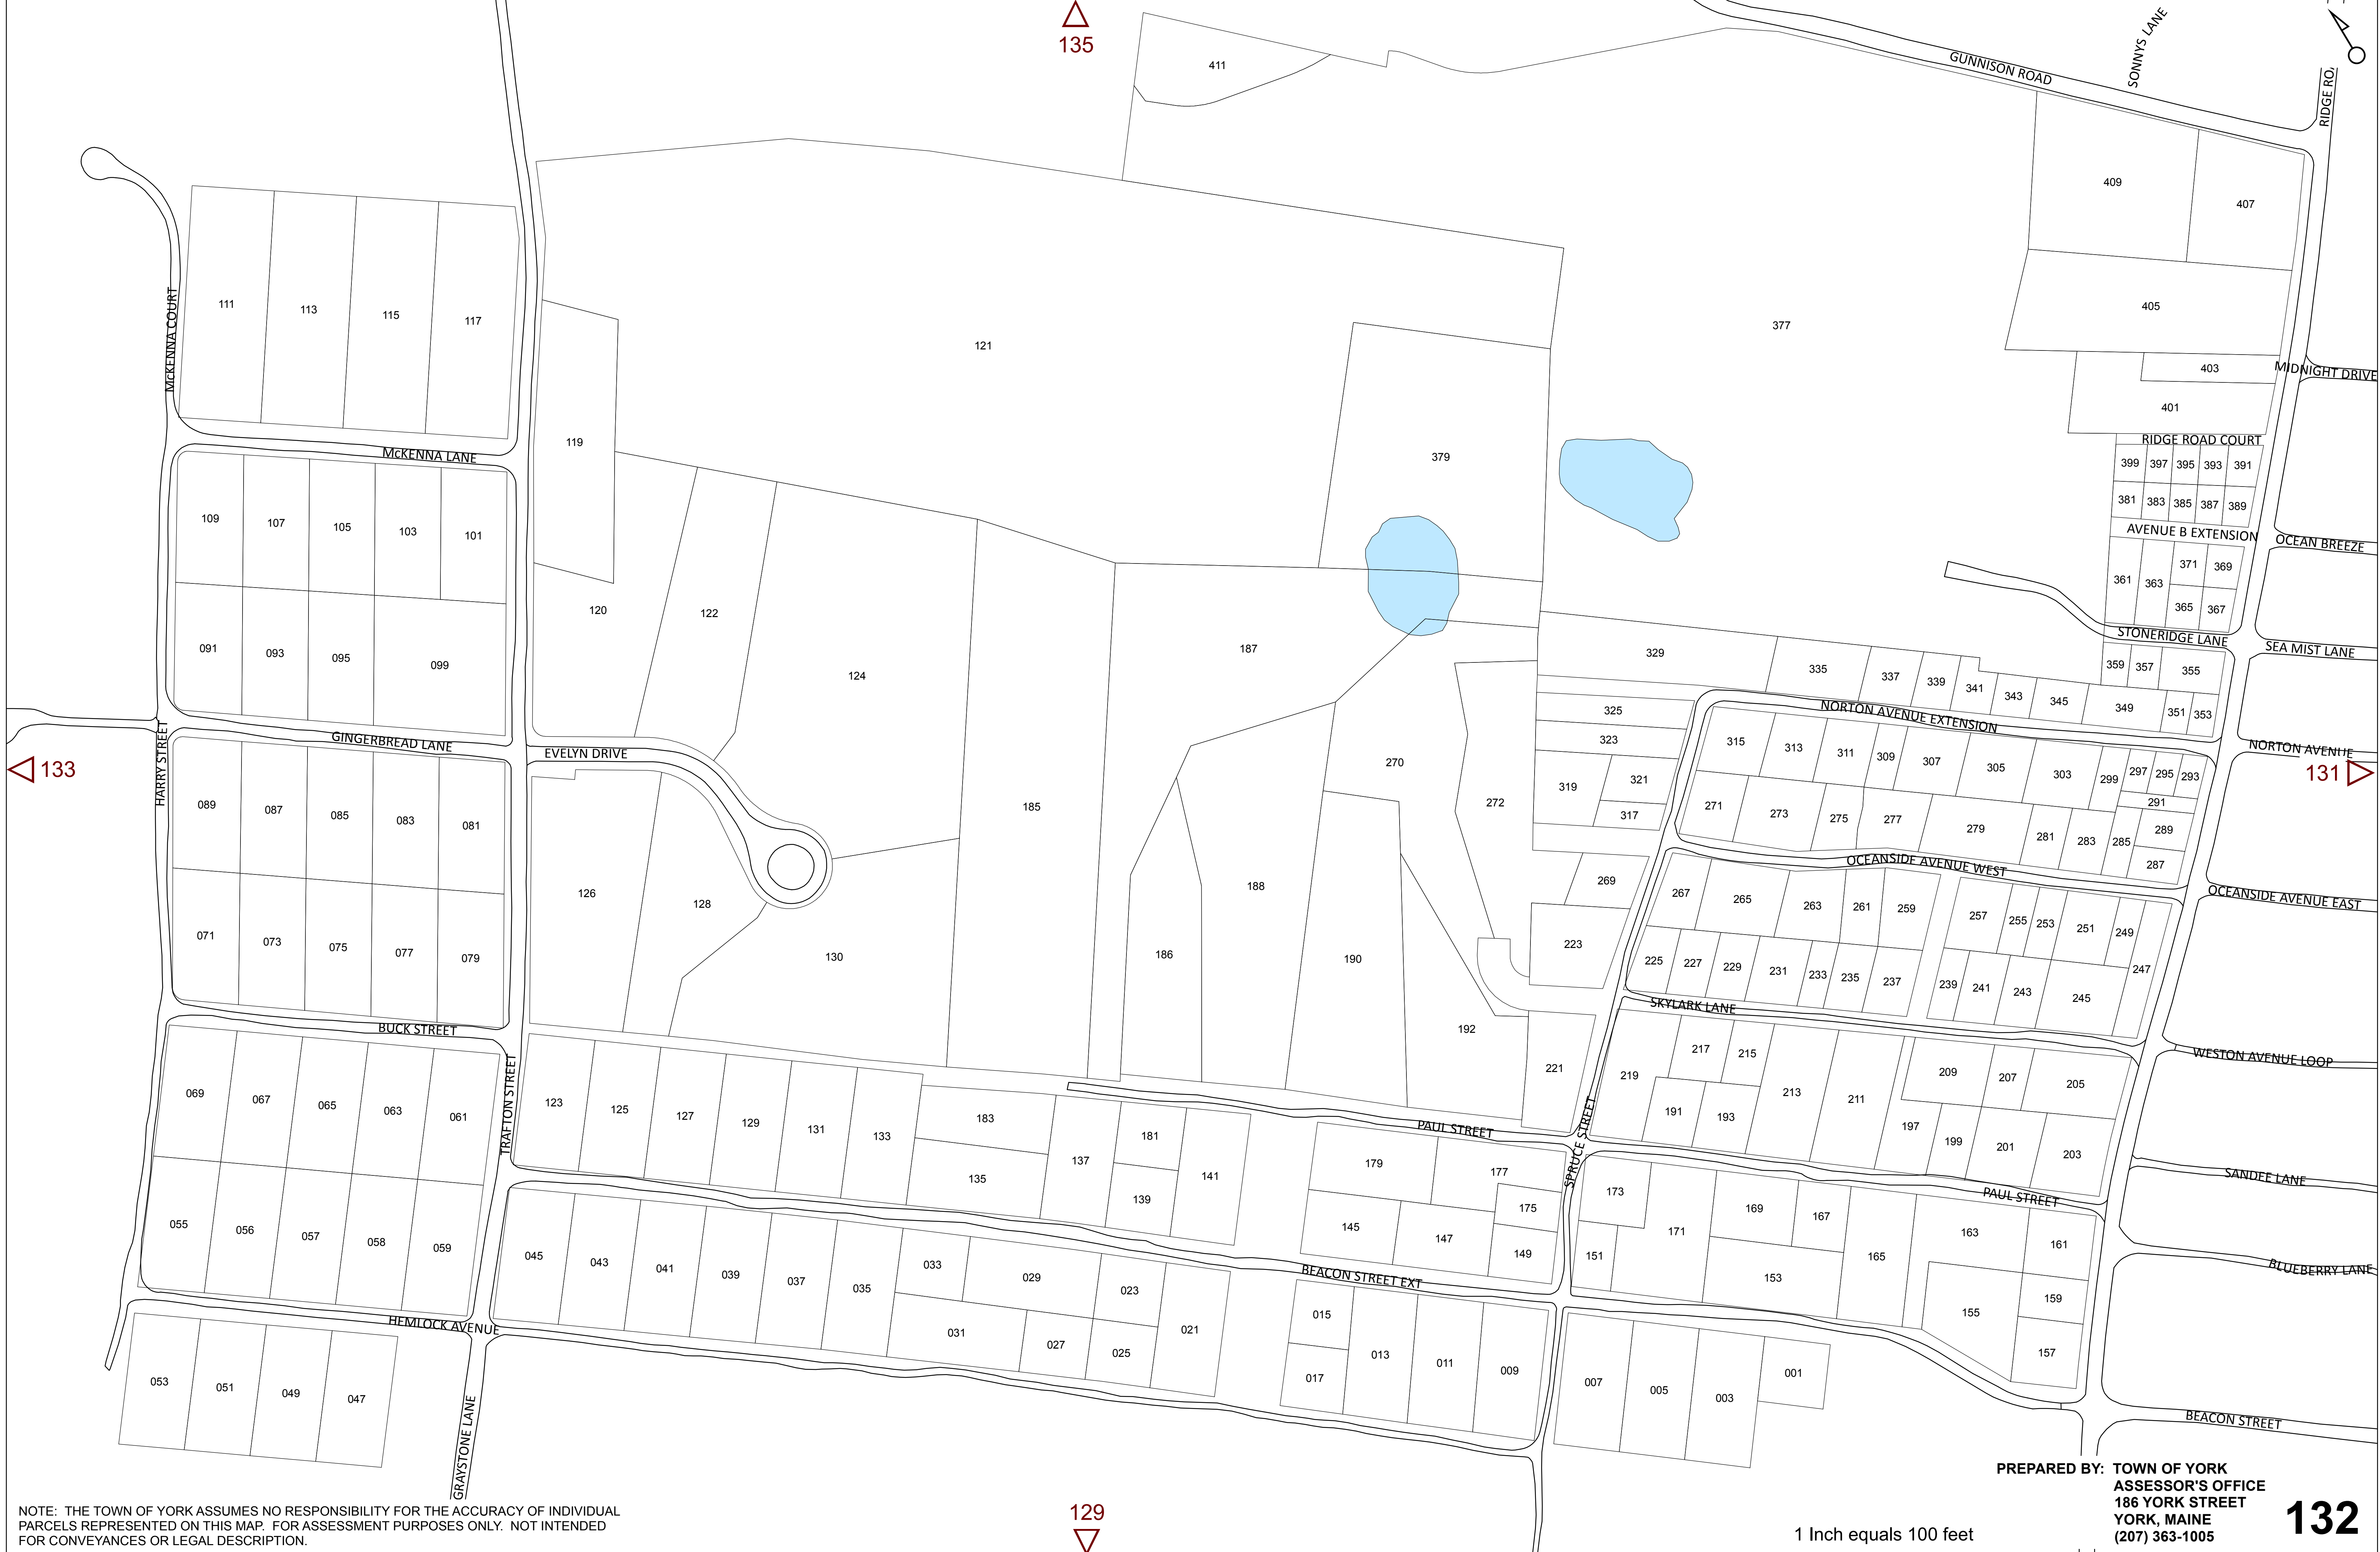 135
411
GUNNISON ROAD
SONNYS LANE
RIDGE ROA
409
407
111
113
115
117
McKENNA COURT
121
377
405
403
MIDNIGHT DRIVE
401
RIDGE ROAD COURT
119
McKENNA LANE
379
399 397 395 393 391
381 383 385 387 389
AVENUE B EXTENSION
OCEAN BREEZE
109 107 105 103 101
371 369
361 363
365 367
120
122
STONERIDGE LANE
SEA MIST LANE
091 093 095 099
124
187
329
335
337
339
341
343
345
349
351
353
359 357 355
325
NORTON AVENUE EXTENSION
NORTON AVENUE
GINGERBREAD LANE
EVELYN DRIVE
323
315 313 311 309 307 305 303 299 297 295 293
133
HARRY STREET
131
270
319
321
317
272
291
089 087 085 083 081
185
271 273 275 277 279 281 283 285 289
287
OCEANSIDE AVENUE WEST
OCEANSIDE AVENUE EAST
126
128
188
269
267 265 263 261 259
257 255 253 251 249
247
071 073 075 077 079
130
186
190
223
225 227 229 231 233 235 237
239 241 243 245
SKYLARK LANE
BUCK STREET
192
WESTON AVENUE LOOP
221
219
217 215
213
211
209 207 205
069 067 065 063 061
TRAFTON STREET
123 125 127 129 131 133
183
135
137
181
139
141
PAUL STREET
SPRUCE STREET
191 193
197 199 201 203
179
177
175
145 147 149
SANDEE LANE
PAUL STREET
173
171
169 167
165
163
161
151
153
155
159
157
055 056 057 058 059
045 043 041 039 037 035
033
029
031
027
023
025
021
BEACON STREET EXT
BLUEBERRY LANE
015
017
013
011
009
HEMLOCK AVENUE
053 051 049 047
007 005 003 001
GRAYSTONE LANE
BEACON STREET
129
NOTE: THE TOWN OF YORK ASSUMES NO RESPONSIBILITY FOR THE ACCURACY OF INDIVIDUAL
PARCELS REPRESENTED ON THIS MAP. FOR ASSESSMENT PURPOSES ONLY. NOT INTENDED
FOR CONVEYANCES OR LEGAL DESCRIPTION.
1 Inch equals 100 feet
PREPARED BY: TOWN OF YORK
ASSESSOR'S OFFICE
186 YORK STREET
YORK, MAINE
(207) 363-1005
132